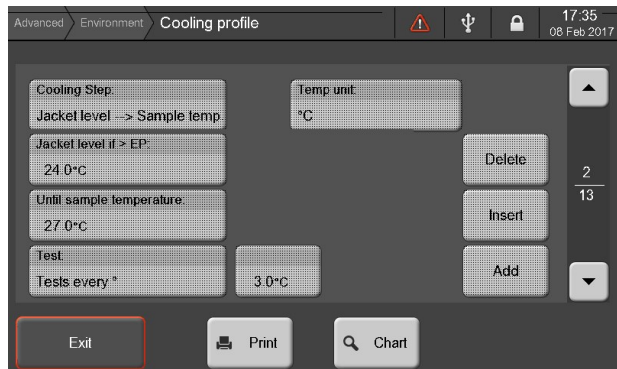 Advanced Environment Cooling profile 17:35
08 Feb 2017
Cooling Step: Temp unit:
Jacket level --> Sample temp °C
Jacket level if > EP:
24.0°C
Delete
2
13
Until sample temperature:
27.0°C
Insert
Test:
Tests every ° 3.0°C
Add
Exit Print Chart